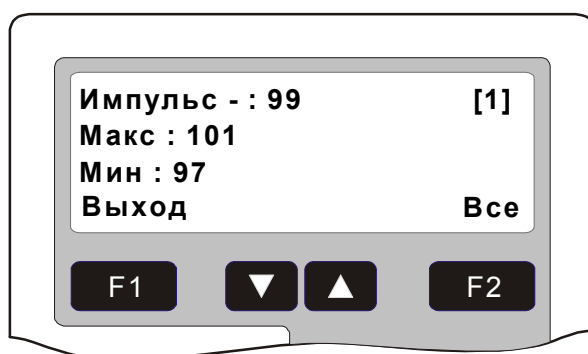 Импульс - : 99 [1]
Макс : 101
Мин : 97
Выход Все
F1 ▼ ▲ F2